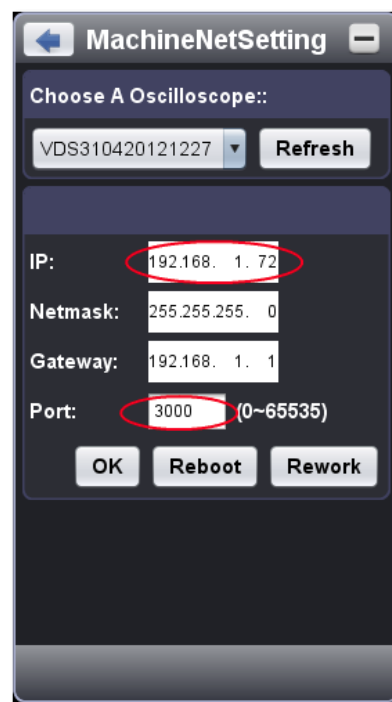 MachineNetSetting
Choose A Oscilloscope::
VDS310420121227 Refresh
IP: 192.168. 1. 72
Netmask: 255.255.255. 0
Gateway: 192.168. 1. 1
Port: 3000 (0~65535)
OK Reboot Rework